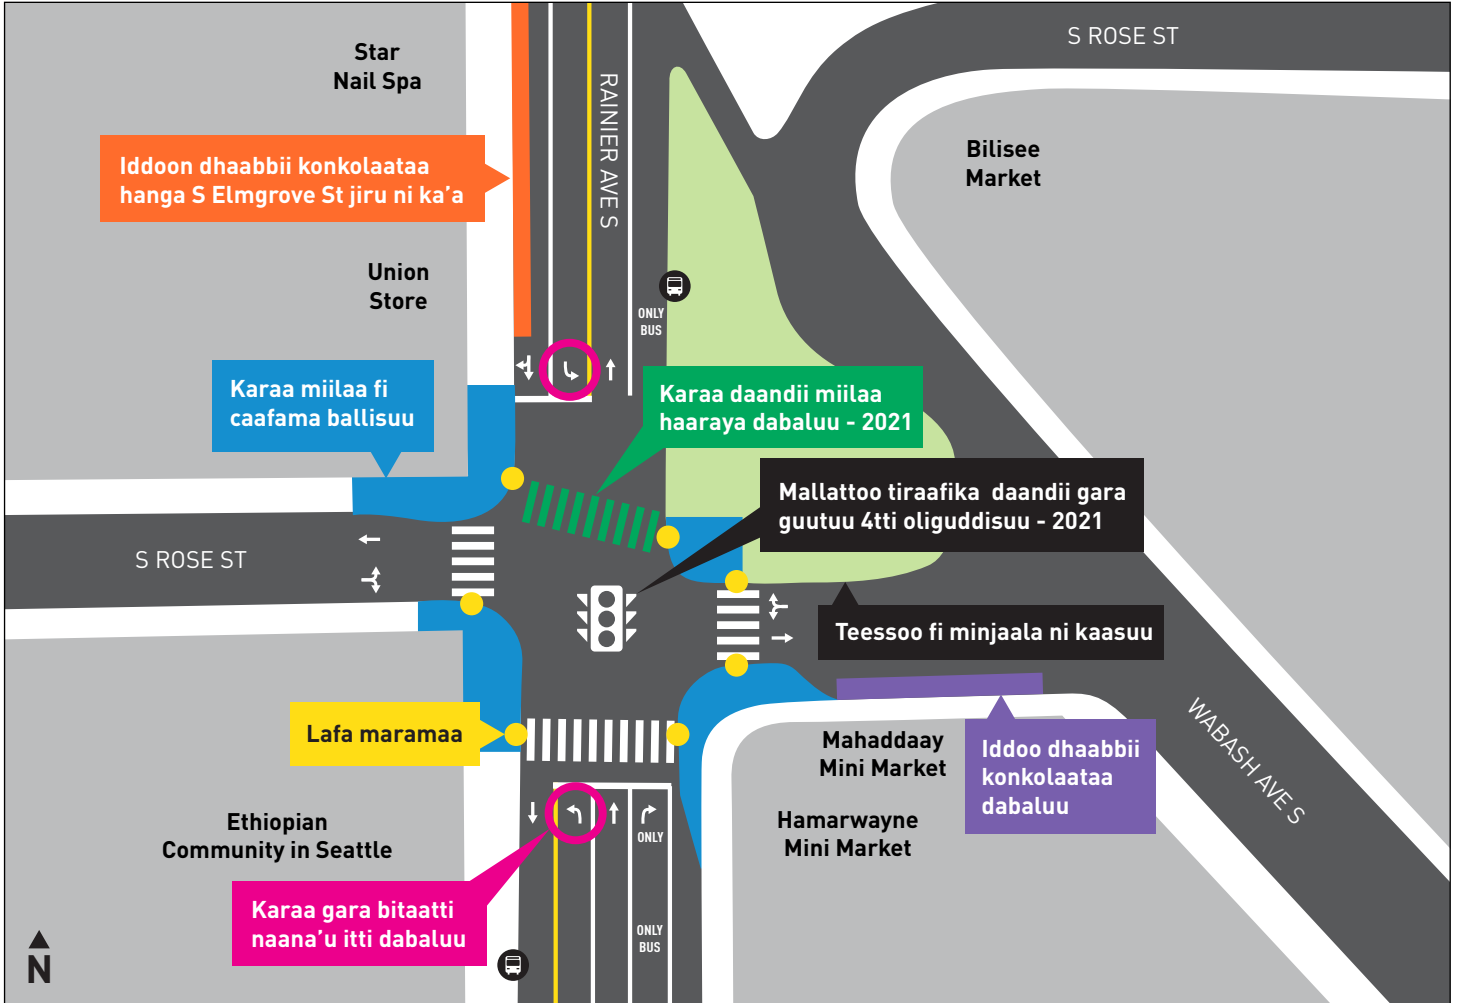 Star
Nail Spa
S ROSE ST
RAINIER AVE S
Bilisee
Market
Iddoon dhaabbii konkolaataa
hanga S Elmgrove St jiru ni ka’a
Union
Store
ONLY
BUS
Karaa miilaa fi
caafama ballisuu
Karaa daandii miilaa
haaraya dabaluu - 2021
Mallattoo tiraafika daandii gara
guutuu 4tti oliguddisuu - 2021
S ROSE ST
Teessoo fi minjaala ni kaasuu
Lafa maramaa
Mahaddaay
Mini Market
Iddoo dhaabbii
konkolaataa
dabaluu
WABASH AVE S
Ethiopian
Community in Seattle
Hamarwayne
Mini Market
ONLY
Karaa gara bitaatti
naana’u itti dabaluu
ONLY
BUS
N